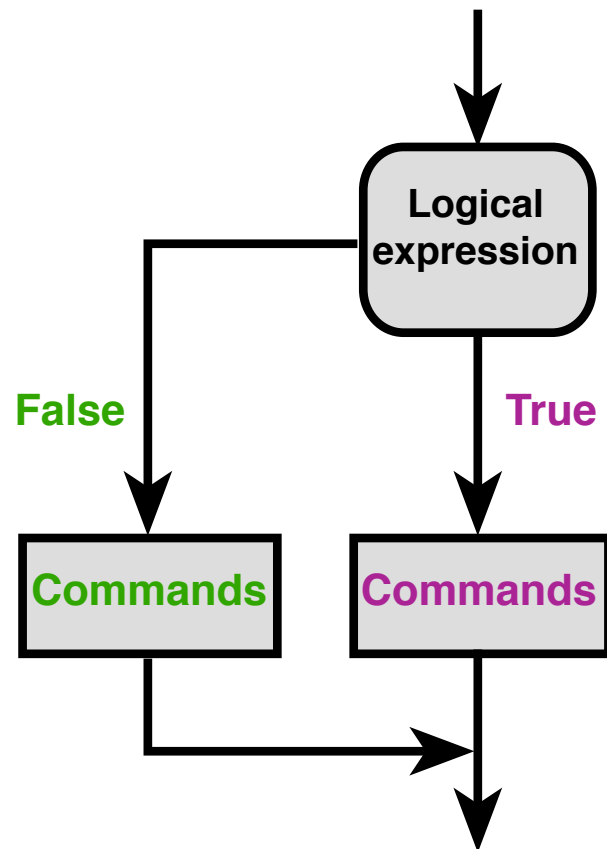 Logical
expression
False
True
Commands
Commands